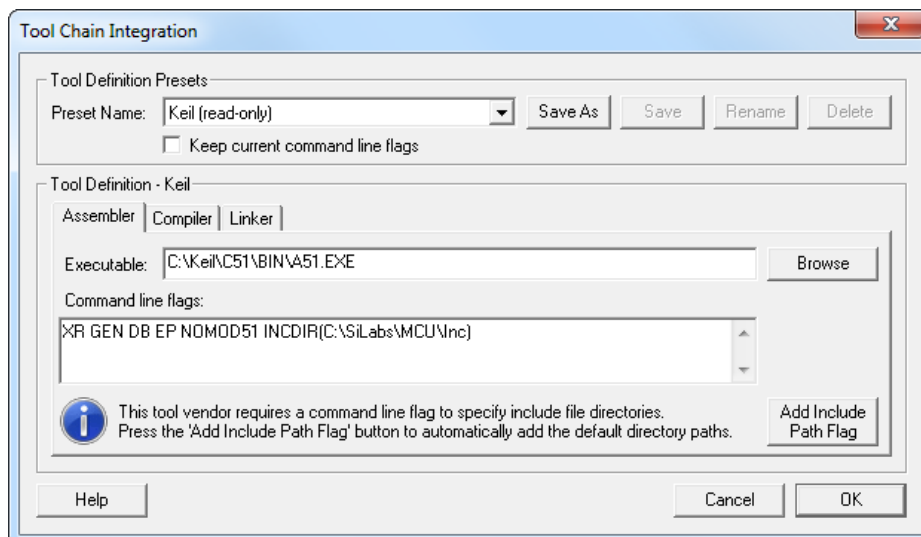 Tool Chain Integration
Tool Definition Presets
Preset Name: Keil (read-only) Save As Save Rename Delete
Keep current command line flags
Tool Definition - Keil
Assembler Compiler Linker
Executable: C:\Keil\C51\BIN\A51.EXE Browse
Command line flags:
XR GEN DB EP NOMOD51 INCDIR(C:\SiLabs\MCU\Inc)
This tool vendor requires a command line flag to specify include file directories.
Press the 'Add Include Path Flag' button to automatically add the default directory paths.
Add Include
Path Flag
Help Cancel OK